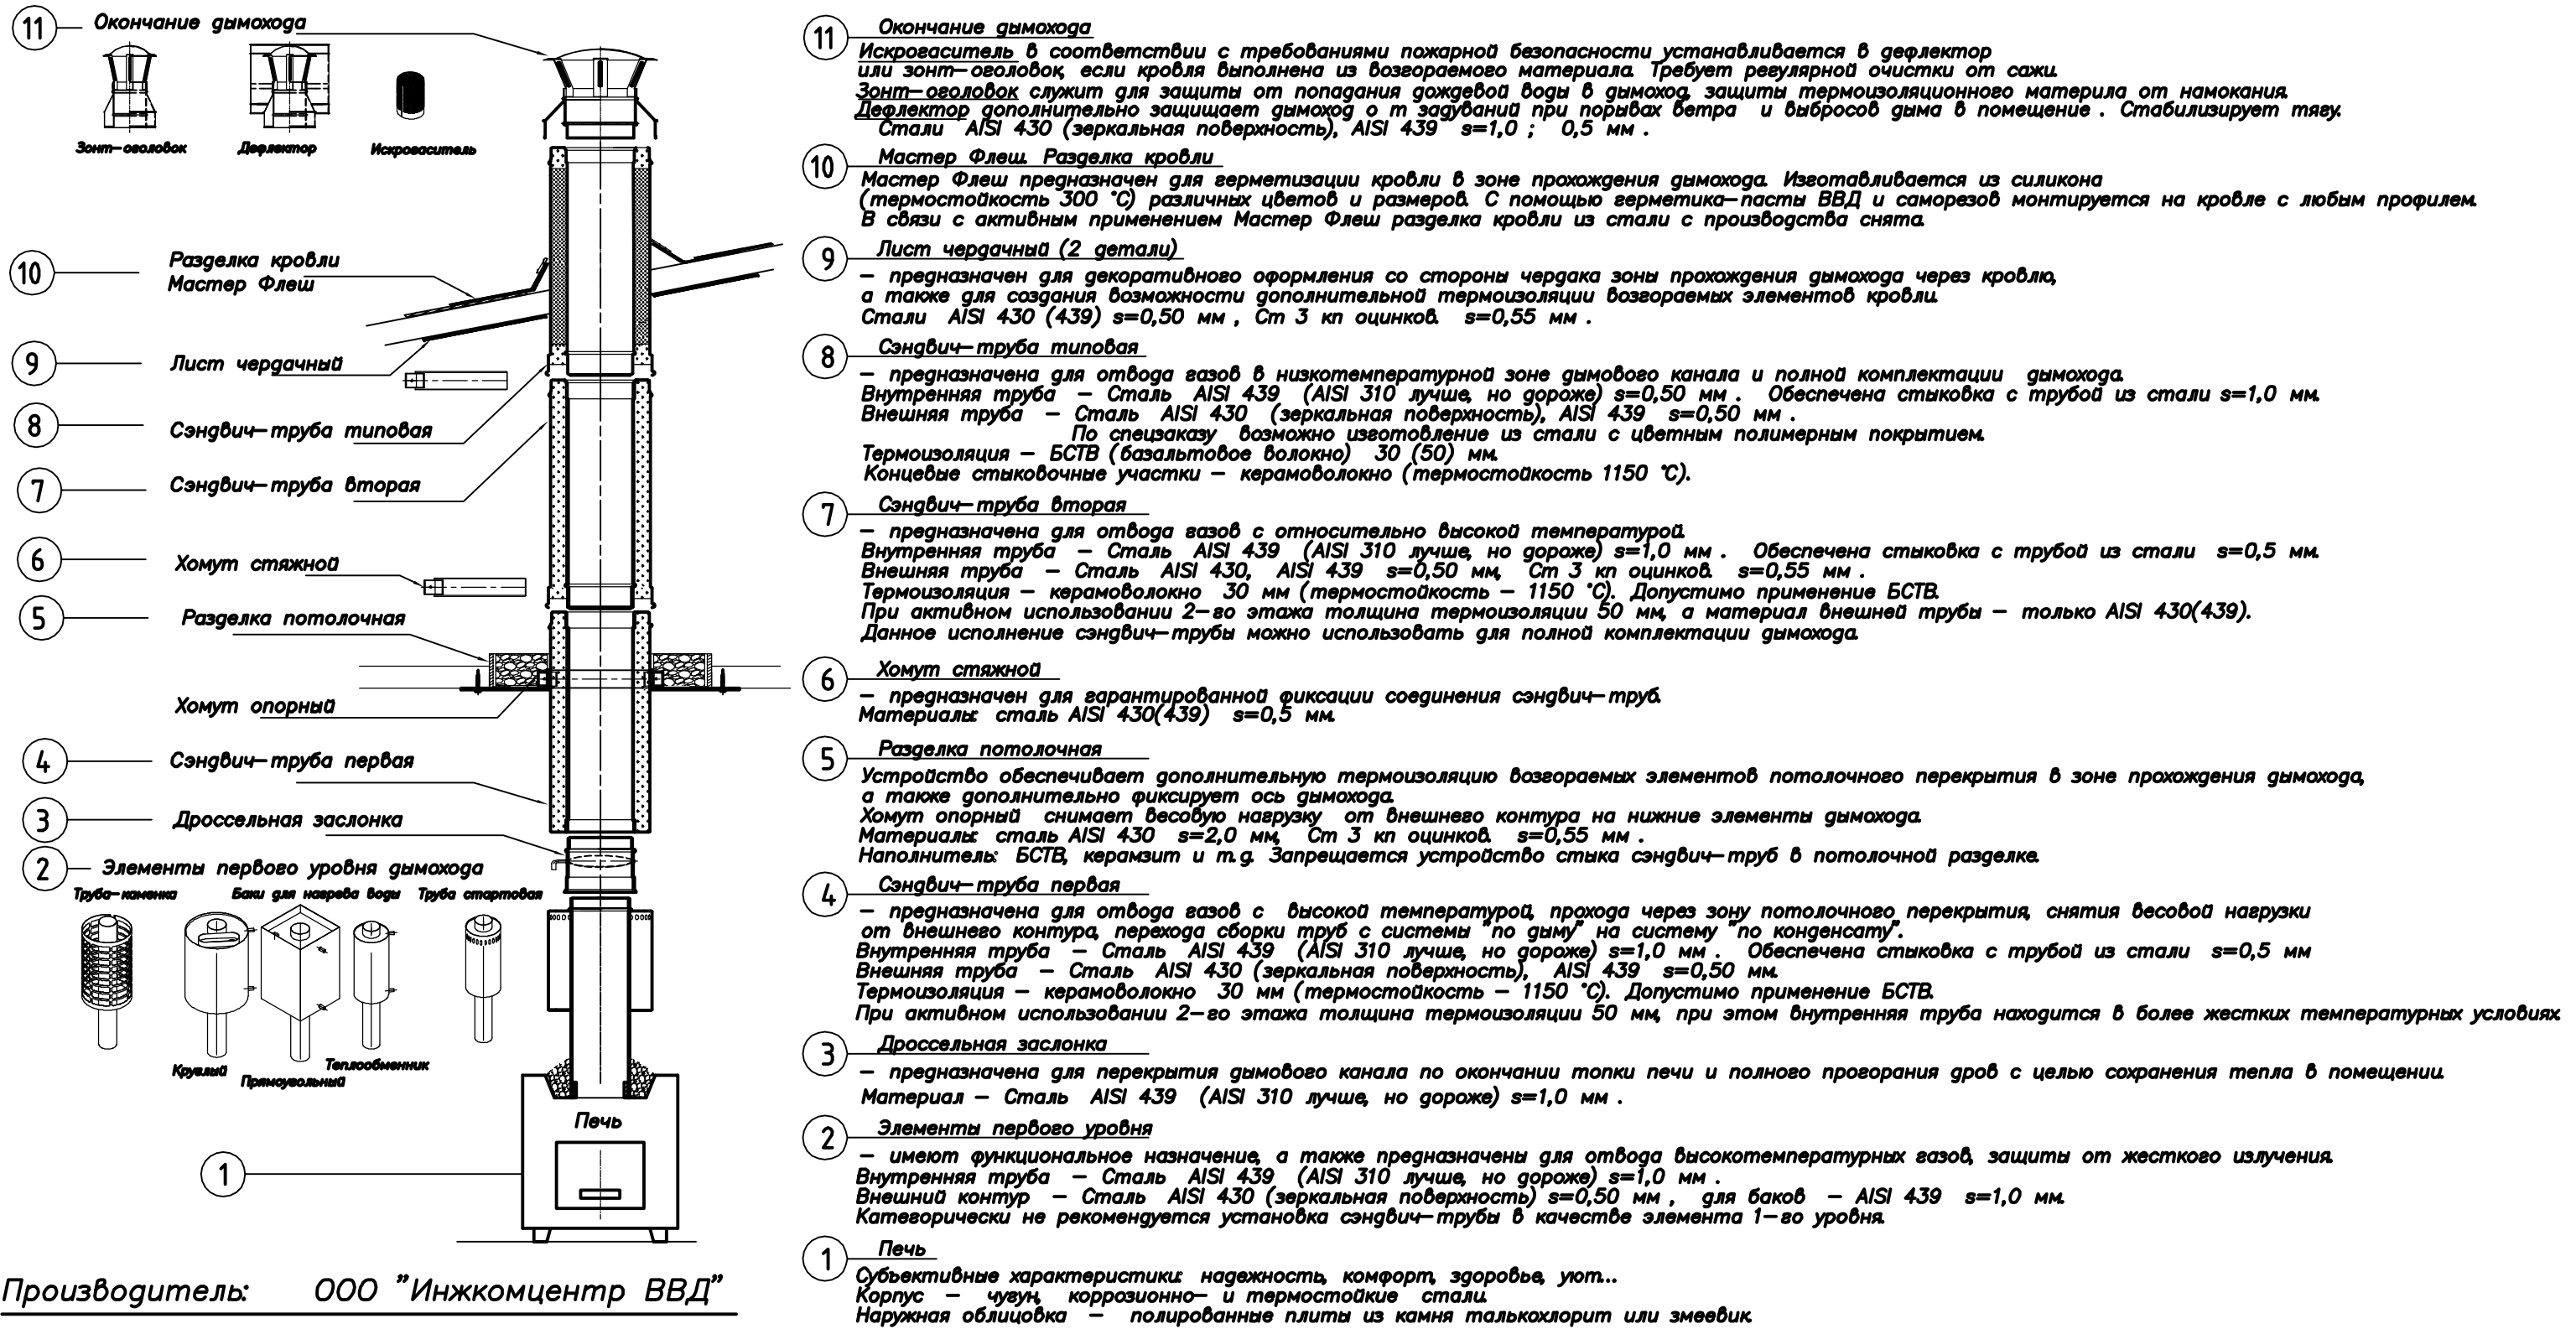 11 Окончание дымохода
Зонт-оголовок Дефлектор Искрогаситель
10 Разделка кровли
Мастер Флеш
9 Лист чердачный
8 Сэндвич-труба типовая
7 Сэндвич-труба вторая
6 Хомут стяжной
5 Разделка потолочная
Хомут опорный
4 Сэндвич-труба первая
3 Дроссельная заслонка
2 Элементы первого уровня дымохода
Труба-каменка Баки для нагрева воды Труба стартовая
Круглый Прямоугольный Теплообменник
Печь
1
Производитель: ООО "Инжкомцентр ВВД"
11 Окончание дымохода
Искрогаситель в соответствии с требованиями пожарной безопасности устанавливается в дефлектор
или зонт-оголовок, если кровля выполнена из возгораемого материала. Требует регулярной очистки от сажи.
Зонт-оголовок служит для защиты от попадания дождевой воды в дымоход, защиты термоизоляционного материла от намокания.
Дефлектор дополнительно защищает дымоход о т задуваний при порывах ветра и выбросов дыма в помещение . Стабилизирует тягу.
Стали AISI 430 (зеркальная поверхность), AISI 439 s=1,0 ; 0,5 мм .
10 Мастер Флеш. Разделка кровли
Мастер Флеш предназначен для герметизации кровли в зоне прохождения дымохода. Изготавливается из силикона
(термостойкость 300 °С) различных цветов и размеров. С помощью герметика-пасты ВВД и саморезов монтируется на кровле с любым профилем.
В связи с активным применением Мастер Флеш разделка кровли из стали с производства снята.
9 Лист чердачный (2 детали)
- предназначен для декоративного оформления со стороны чердака зоны прохождения дымохода через кровлю,
а также для создания возможности дополнительной термоизоляции возгораемых элементов кровли.
Стали AISI 430 (439) s=0,50 мм , Ст 3 кп оцинков. s=0,55 мм .
8 Сэндвич-труба типовая
- предназначена для отвода газов в низкотемпературной зоне дымового канала и полной комплектации дымохода.
Внутренняя труба - Сталь AISI 439 (AISI 310 лучше, но дороже) s=0,50 мм . Обеспечена стыковка с трубой из стали s=1,0 мм.
Внешняя труба - Сталь AISI 430 (зеркальная поверхность), AISI 439 s=0,50 мм .
По спецзаказу возможно изготовление из стали с цветным полимерным покрытием.
Термоизоляция - БСТВ (базальтовое волокно) 30 (50) мм.
Концевые стыковочные участки - керамоволокно (термостойкость 1150 °С).
7 Сэндвич-труба вторая
- предназначена для отвода газов с относительно высокой температурой.
Внутренняя труба - Сталь AISI 439 (AISI 310 лучше, но дороже) s=1,0 мм . Обеспечена стыковка с трубой из стали s=0,5 мм.
Внешняя труба - Сталь AISI 430, AISI 439 s=0,50 мм, Ст 3 кп оцинков. s=0,55 мм .
Термоизоляция - керамоволокно 30 мм (термостойкость - 1150 °С). Допустимо применение БСТВ.
При активном использовании 2-го этажа толщина термоизоляции 50 мм, а материал внешней трубы - только AISI 430(439).
Данное исполнение сэндвич-трубы можно использовать для полной комплектации дымохода.
6 Хомут стяжной
- предназначен для гарантированной фиксации соединения сэндвич-труб.
Материалы: сталь AISI 430(439) s=0,5 мм.
5 Разделка потолочная
Устройство обеспечивает дополнительную термоизоляцию возгораемых элементов потолочного перекрытия в зоне прохождения дымохода,
а также дополнительно фиксирует ось дымохода.
Хомут опорный снимает весовую нагрузку от внешнего контура на нижние элементы дымохода.
Материалы: сталь AISI 430 s=2,0 мм, Ст 3 кп оцинков. s=0,55 мм .
Наполнитель: БСТВ, керамзит и т.д. Запрещается устройство стыка сэндвич-труб в потолочной разделке.
4 Сэндвич-труба первая
- предназначена для отвода газов с высокой температурой, прохода через зону потолочного перекрытия, снятия весовой нагрузки
от внешнего контура, перехода сборки труб с системы "по дыму" на систему "по конденсату".
Внутренняя труба - Сталь AISI 439 (AISI 310 лучше, но дороже) s=1,0 мм . Обеспечена стыковка с трубой из стали s=0,5 мм
Внешняя труба - Сталь AISI 430 (зеркальная поверхность), AISI 439 s=0,50 мм.
Термоизоляция - керамоволокно 30 мм (термостойкость - 1150 °С). Допустимо применение БСТВ.
При активном использовании 2-го этажа толщина термоизоляции 50 мм, при этом внутренняя труба находится в более жестких температурных условиях.
3 Дроссельная заслонка
- предназначена для перекрытия дымового канала по окончании топки печи и полного прогорания дров с целью сохранения тепла в помещении.
Материал - Сталь AISI 439 (AISI 310 лучше, но дороже) s=1,0 мм .
2 Элементы первого уровня
- имеют функциональное назначение, а также предназначены для отвода высокотемпературных газов, защиты от жесткого излучения.
Внутренняя труба - Сталь AISI 439 (AISI 310 лучше, но дороже) s=1,0 мм .
Внешний контур - Сталь AISI 430 (зеркальная поверхность) s=0,50 мм , для баков - AISI 439 s=1,0 мм.
Категорически не рекомендуется установка сэндвич-трубы в качестве элемента 1-го уровня.
1 Печь
Субъективные характеристики: надежность, комфорт, здоровье, уют...
Корпус - чугун, коррозионно- и термостойкие стали.
Наружная облицовка - полированные плиты из камня талькохлорит или змеевик.